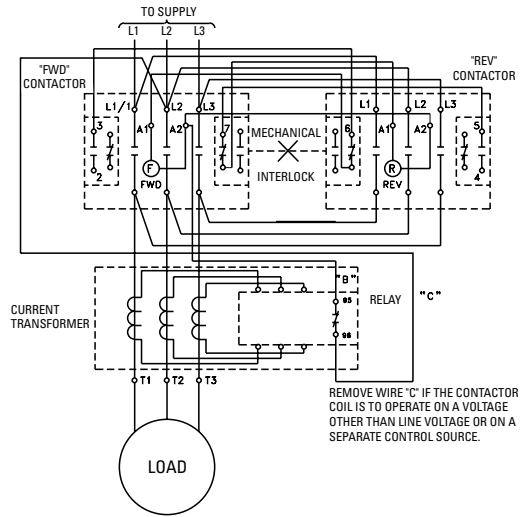 TO SUPPLY
L1 L2 L3
"FWD"
CONTACTOR
"REV"
CONTACTOR
L1/1 L2 L3
L1 L2 L3
3 A1 A2 7
MECHANICAL
6 A1 A2 5
F
R
2
FWD
INTERLOCK
REV
4
"B"
"C"
CURRENT
TRANSFORMER
95
RELAY
96
T1 T2 T3
REMOVE WIRE "C" IF THE CONTACTOR
COIL IS TO OPERATE ON A VOLTAGE
OTHER THAN LINE VOLTAGE OR ON A
SEPARATE CONTROL SOURCE.
LOAD